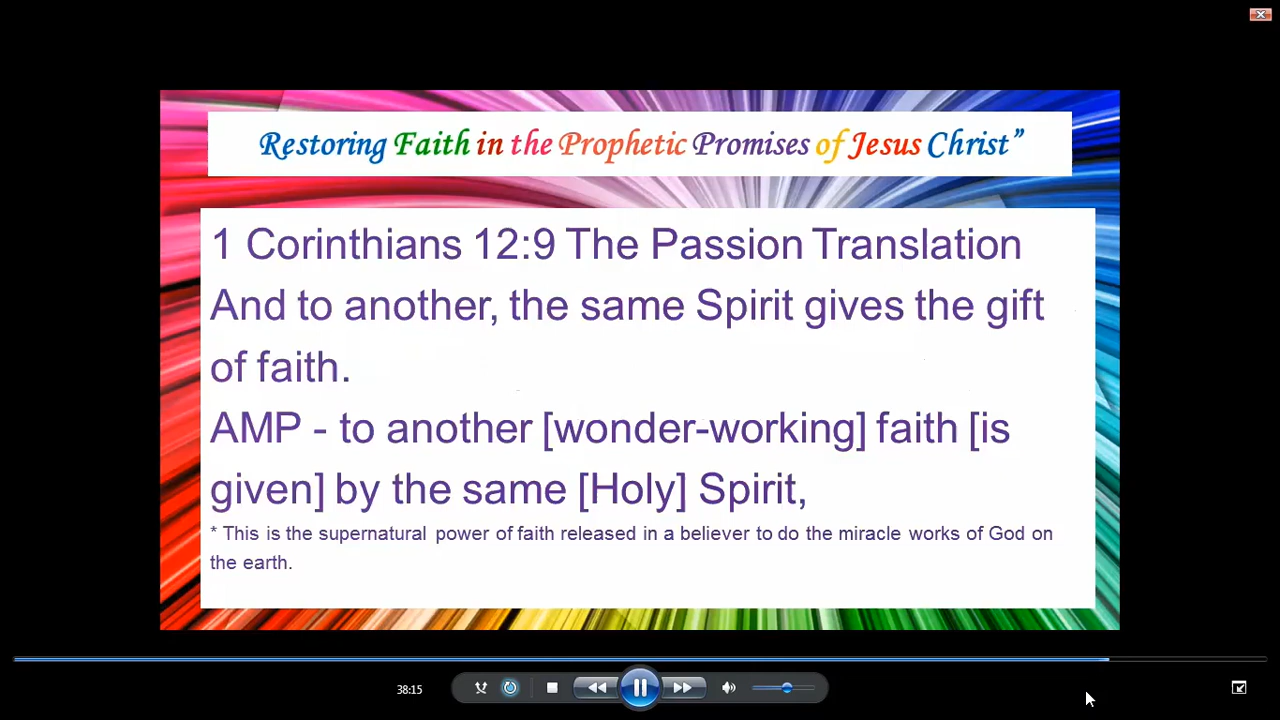 Restoring Faith in the Prophetic Promises of Jesus Christ”
1 Corinthians 12:9 The Passion Translation
And to another, the same Spirit gives the gift
of faith.
AMP - to another [wonder-working] faith [is
given] by the same [Holy] Spirit,
* This is the supernatural power of faith released in a believer to do the miracle works of God on
the earth.
38:15